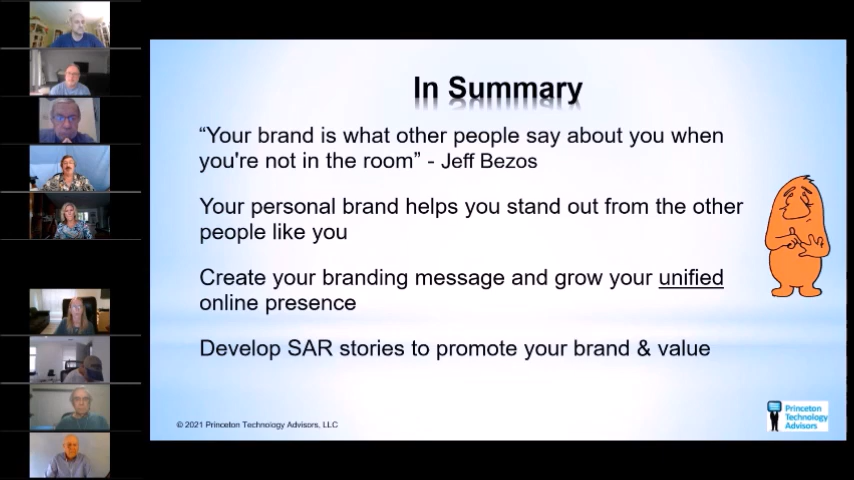 In Summary
“Your brand is what other people say about you when
you're not in the room” - Jeff Bezos
Your personal brand helps you stand out from the other
people like you
Create your branding message and grow your unified
online presence
Develop SAR stories to promote your brand & value
© 2021 Princeton Technology Advisors, LLC
Princeton
Technology
Advisors